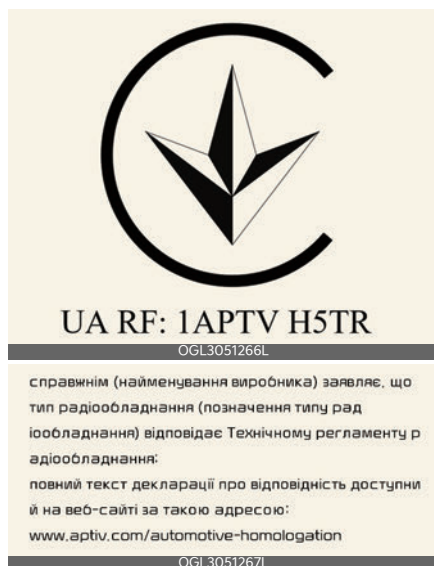 UA RF: 1APTV H5TR
OGL3051266L
справжнім (найменування виробника) заявляє, що
тип радіообладнання (позначення типу рад
іообладнання) відповідає Технічному регламенту р
адіообладнання:
повний текст декларації про відповідність доступни
й на веб-сайті за такою адресою:
www.aptiv.com/automotive-homologation
OGL3051267L